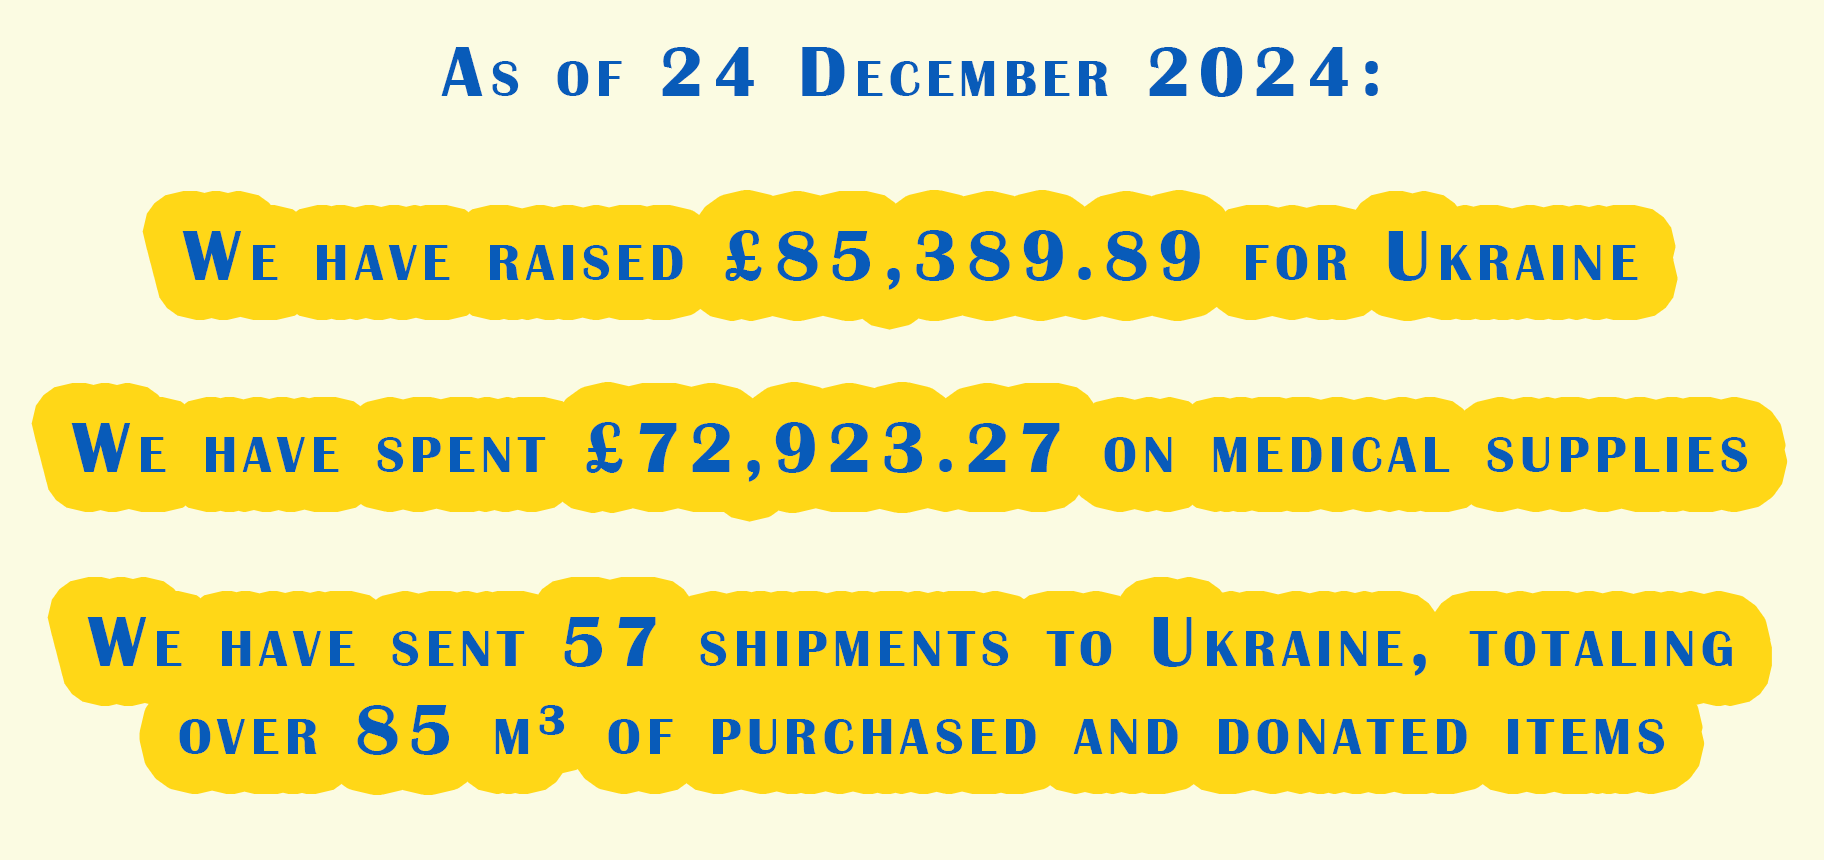 As of 24 December 2024:
We have raised £85,389.89 for Ukraine
We have spent £72,923.27 on medical supplies
We have sent 57 shipments to Ukraine, totaling
over 85 m³ of purchased and donated items